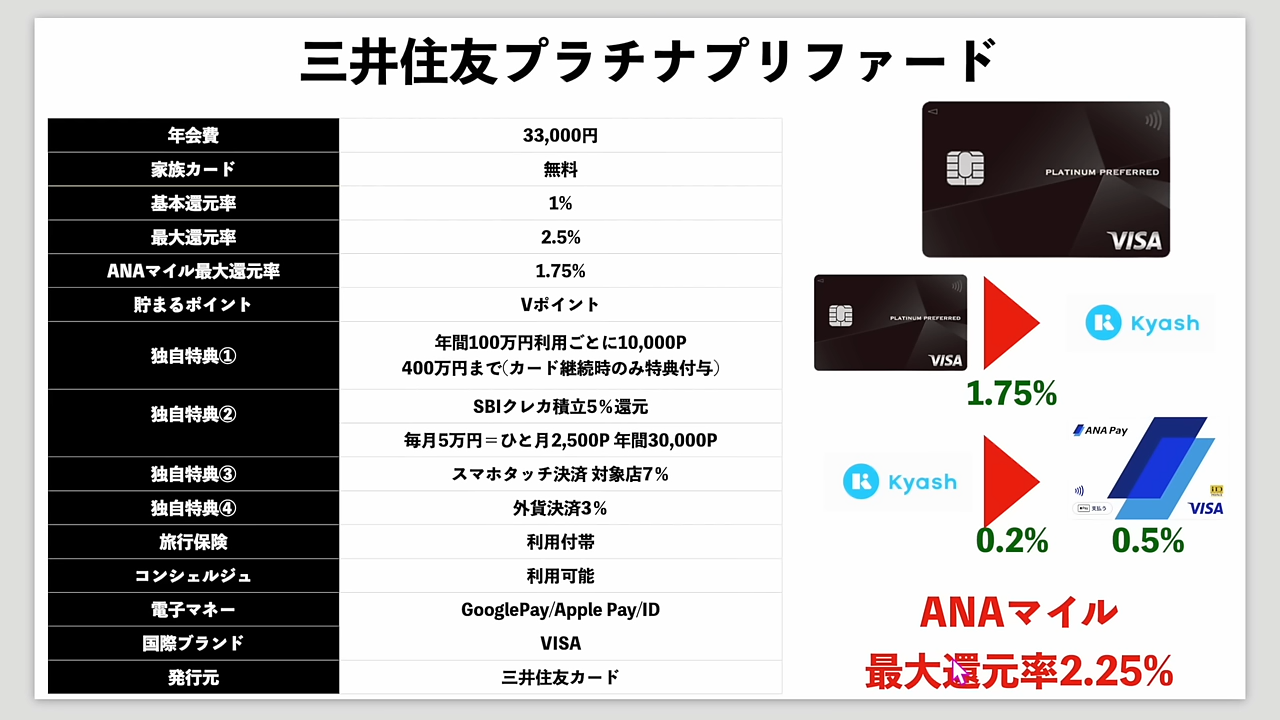 三井住友プラチナプリファード
年会費 33,000円
家族カード 無料
基本還元率 1%
最大還元率 2.5%
ANAマイル最大還元率 1.75%
貯まるポイント Vポイント
独自特典① 年間100万円利用ごとに10,000P
400万円まで(カード継続時のみ特典付与)
独自特典② SBIクレカ積立5%還元
毎月5万円＝ひと月2,500P 年間30,000P
独自特典③ スマホタッチ決済 対象店7%
独自特典④ 外貨決済3%
旅行保険 利用付帯
コンシェルジュ 利用可能
電子マネー GooglePay/Apple Pay/ID
国際ブランド VISA
発行元 三井住友カード
PLATINUM PREFERRED
VISA
PLATINUM PREFERRED
VISA
Kyash
1.75%
Kyash
ANA Pay
iD
VISA
0.2% 0.5%
ANAマイル
最大還元率2.25%